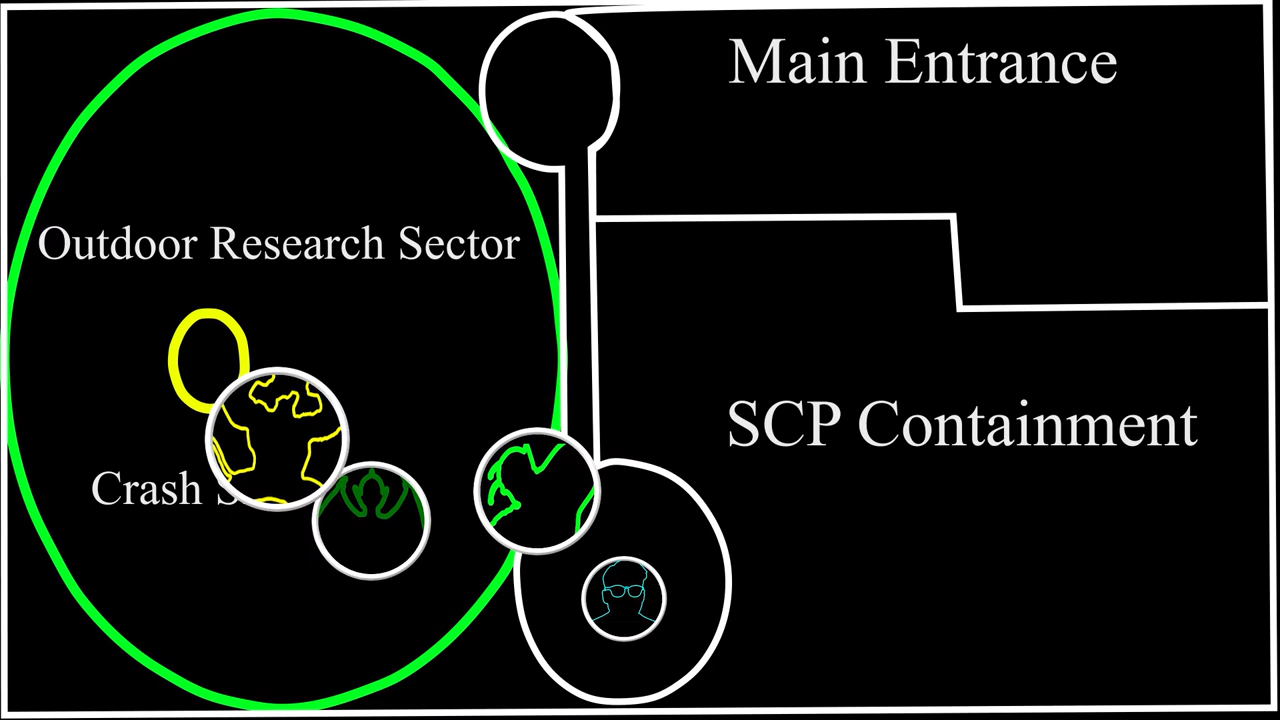 Main Entrance
Outdoor Research Sector
SCP Containment
Crash